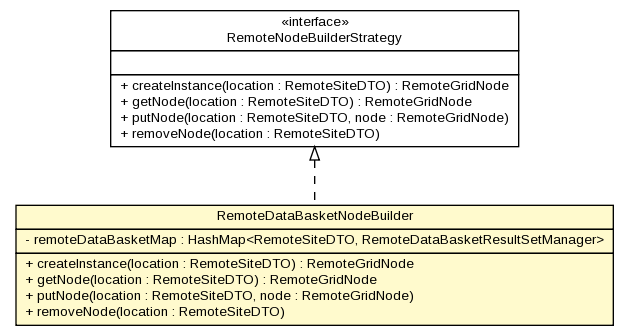 «interface»
RemoteNodeBuilderStrategy
+ createInstance(location : RemoteSiteDTO) : RemoteGridNode
+ getNode(location : RemoteSiteDTO) : RemoteGridNode
+ putNode(location : RemoteSiteDTO, node : RemoteGridNode)
+ removeNode(location : RemoteSiteDTO)
RemoteDataBasketNodeBuilder
- remoteDataBasketMap : HashMap<RemoteSiteDTO, RemoteDataBasketResultSetManager>
+ createInstance(location : RemoteSiteDTO) : RemoteGridNode
+ getNode(location : RemoteSiteDTO) : RemoteGridNode
+ putNode(location : RemoteSiteDTO, node : RemoteGridNode)
+ removeNode(location : RemoteSiteDTO)